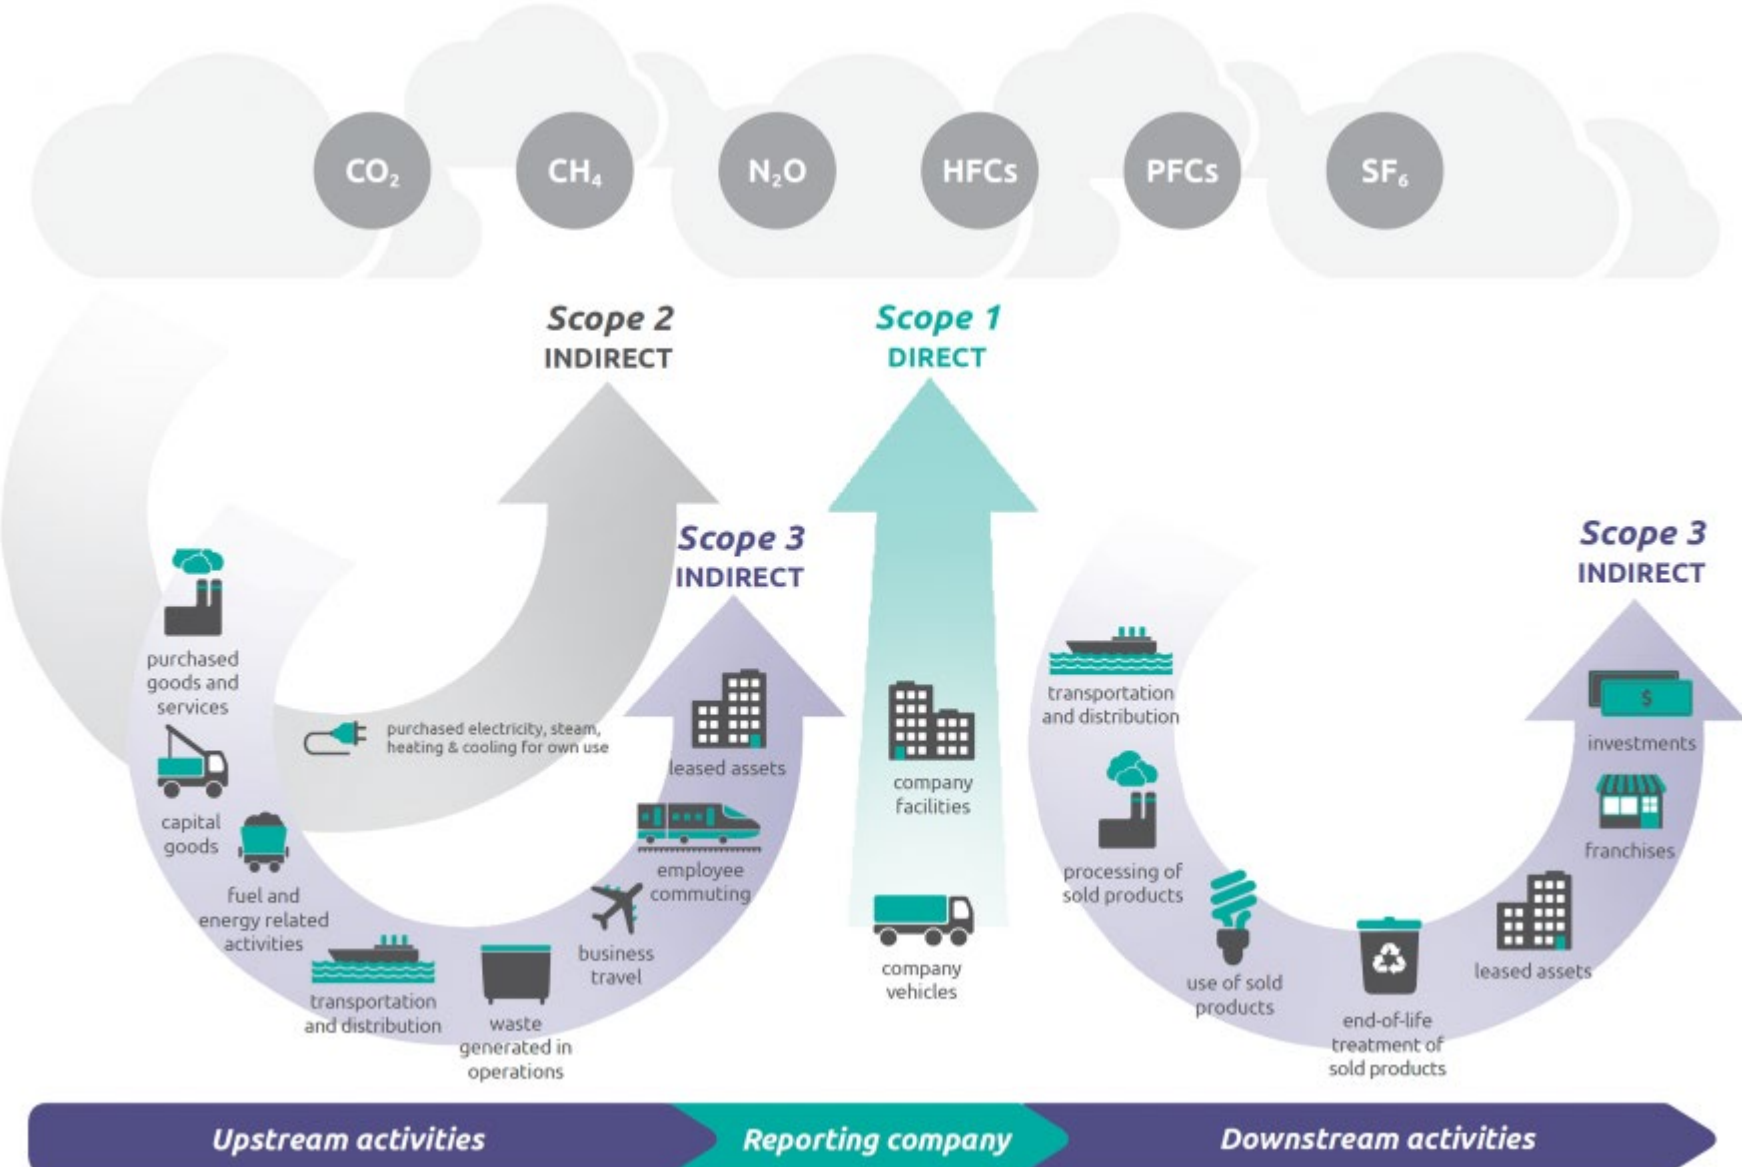 CO₂
CH₄
N₂O
HFCs
PFCs
SF₆
Scope 2
INDIRECT
Scope 1
DIRECT
Scope 3
INDIRECT
Scope 3
INDIRECT
purchased
goods and
services
capital
goods
fuel and
energy related
activities
transportation
and distribution
waste
generated in
operations
business
travel
employee
commuting
leased assets
purchased electricity, steam,
heating & cooling for own use
company
facilities
company
vehicles
transportation
and distribution
processing of
sold products
use of sold
products
end-of-life
treatment of
sold products
leased assets
franchises
$
investments
Upstream activities
Reporting company
Downstream activities